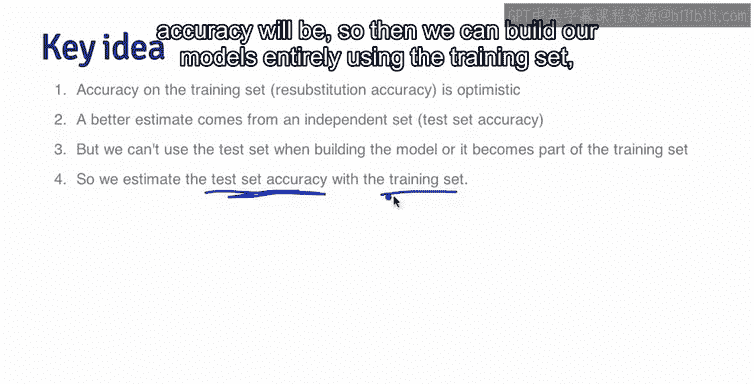 accuracy will be, so then we can build our
models entirely using the training set,
Key idea
1. Accuracy on the training set (resubstitution accuracy) is optimistic
2. A better estimate comes from an independent set (test set accuracy)
3. But we can't use the test set when building the model or it becomes part of the training set
4. So we estimate the test set accuracy with the training set.